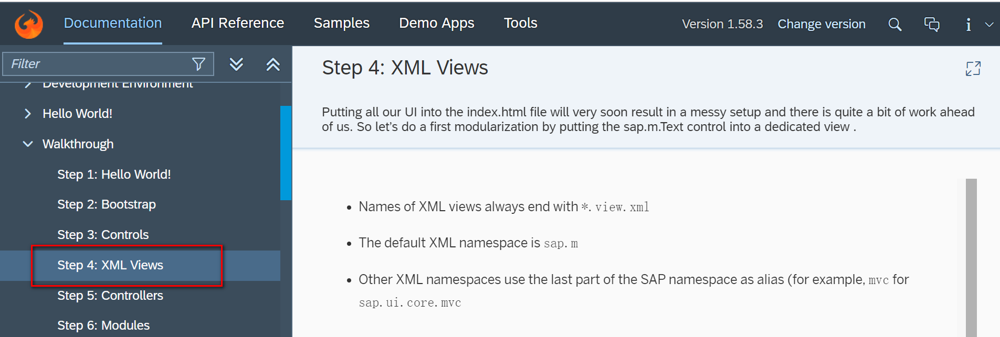 Documentation
API Reference
Samples
Demo Apps
Tools
Version 1.58.3
Change version
Filter
Development Environment
Hello World!
Walkthrough
Step 1: Hello World!
Step 2: Bootstrap
Step 3: Controls
Step 4: XML Views
Step 5: Controllers
Step 6: Modules
Step 4: XML Views
Putting all our UI into the index.html file will very soon result in a messy setup and there is quite a bit of work ahead
of us. So let’s do a first modularization by putting the sap.m.Text control into a dedicated view .
• Names of XML views always end with *.view.xml
• The default XML namespace is sap.m
• Other XML namespaces use the last part of the SAP namespace as alias (for example, mvc for
sap.ui.core.mvc